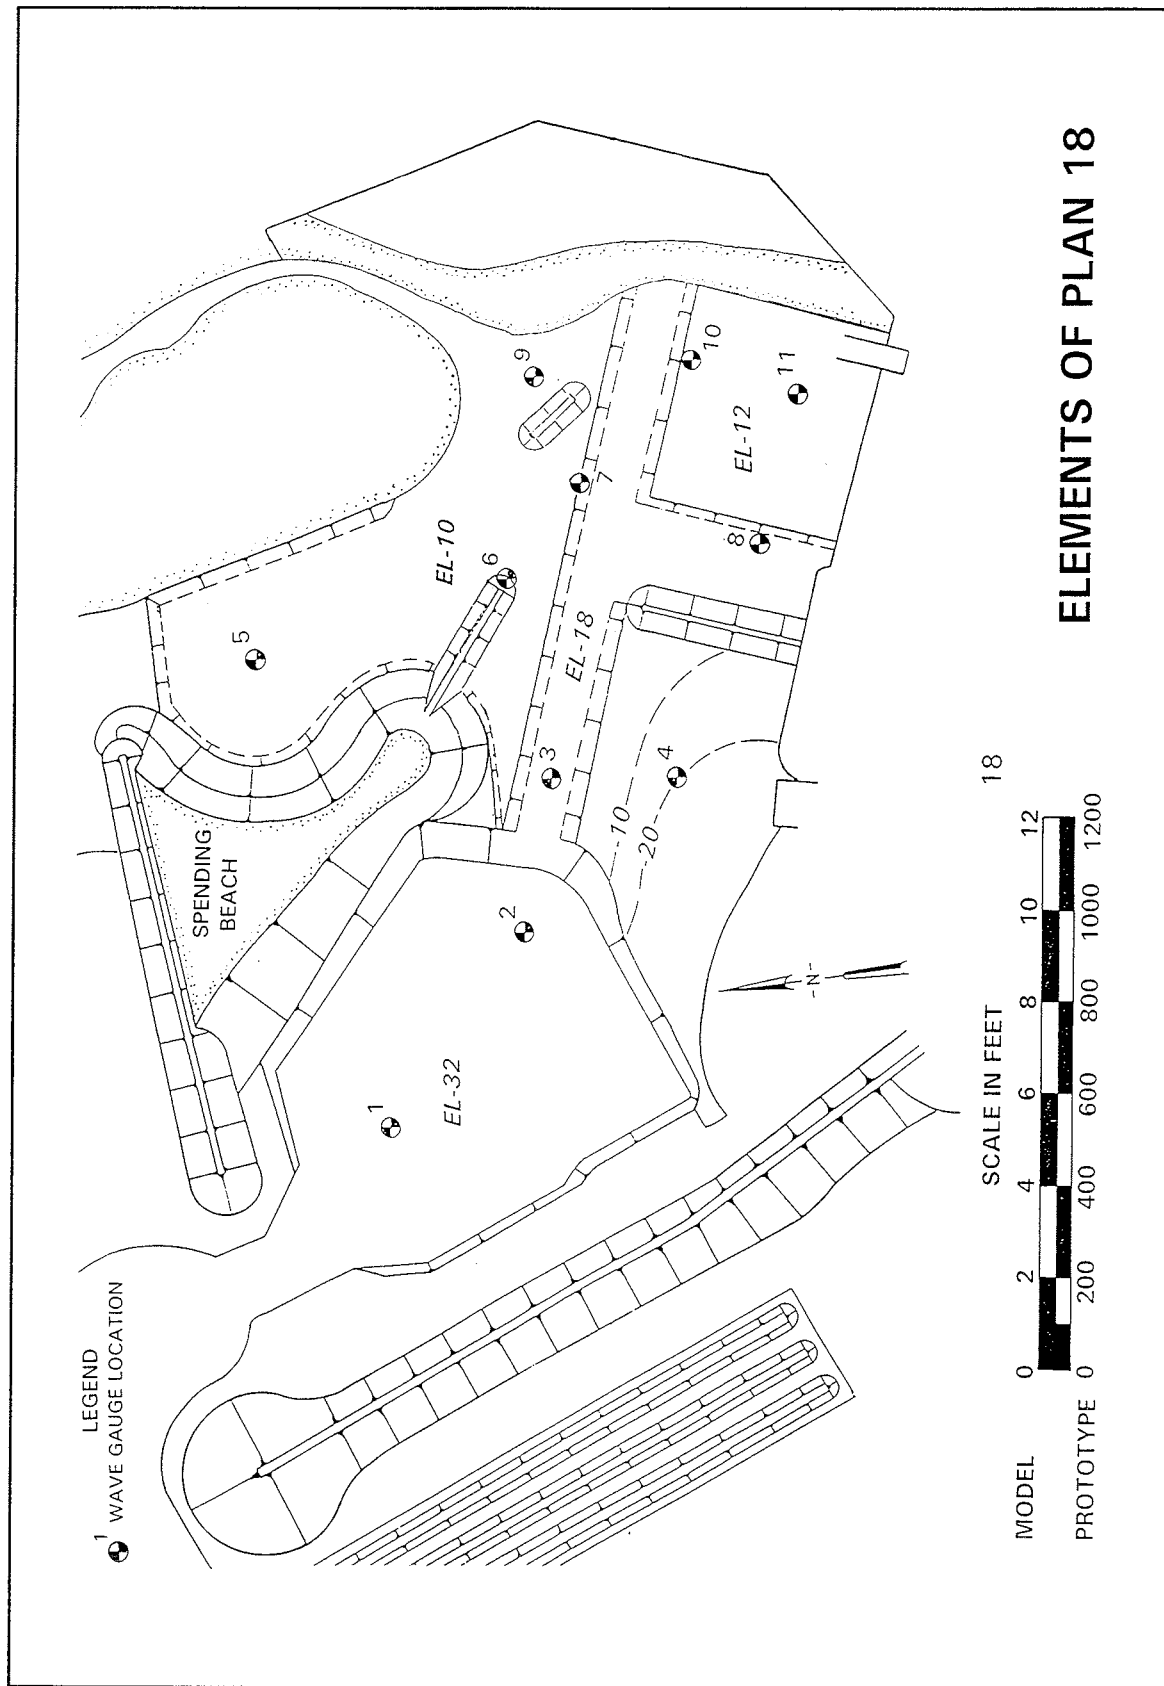 LEGEND
1 WAVE GAUGE LOCATION
SPENDING
BEACH
5
1
EL-32
2
3
4
-10
-20
EL-10
6
EL-18
7
8
9
10
11
EL-12
-N-
18
SCALE IN FEET
MODEL 0 2 4 6 8 10 12
PROTOTYPE 0 200 400 600 800 1000 1200
ELEMENTS OF PLAN 18